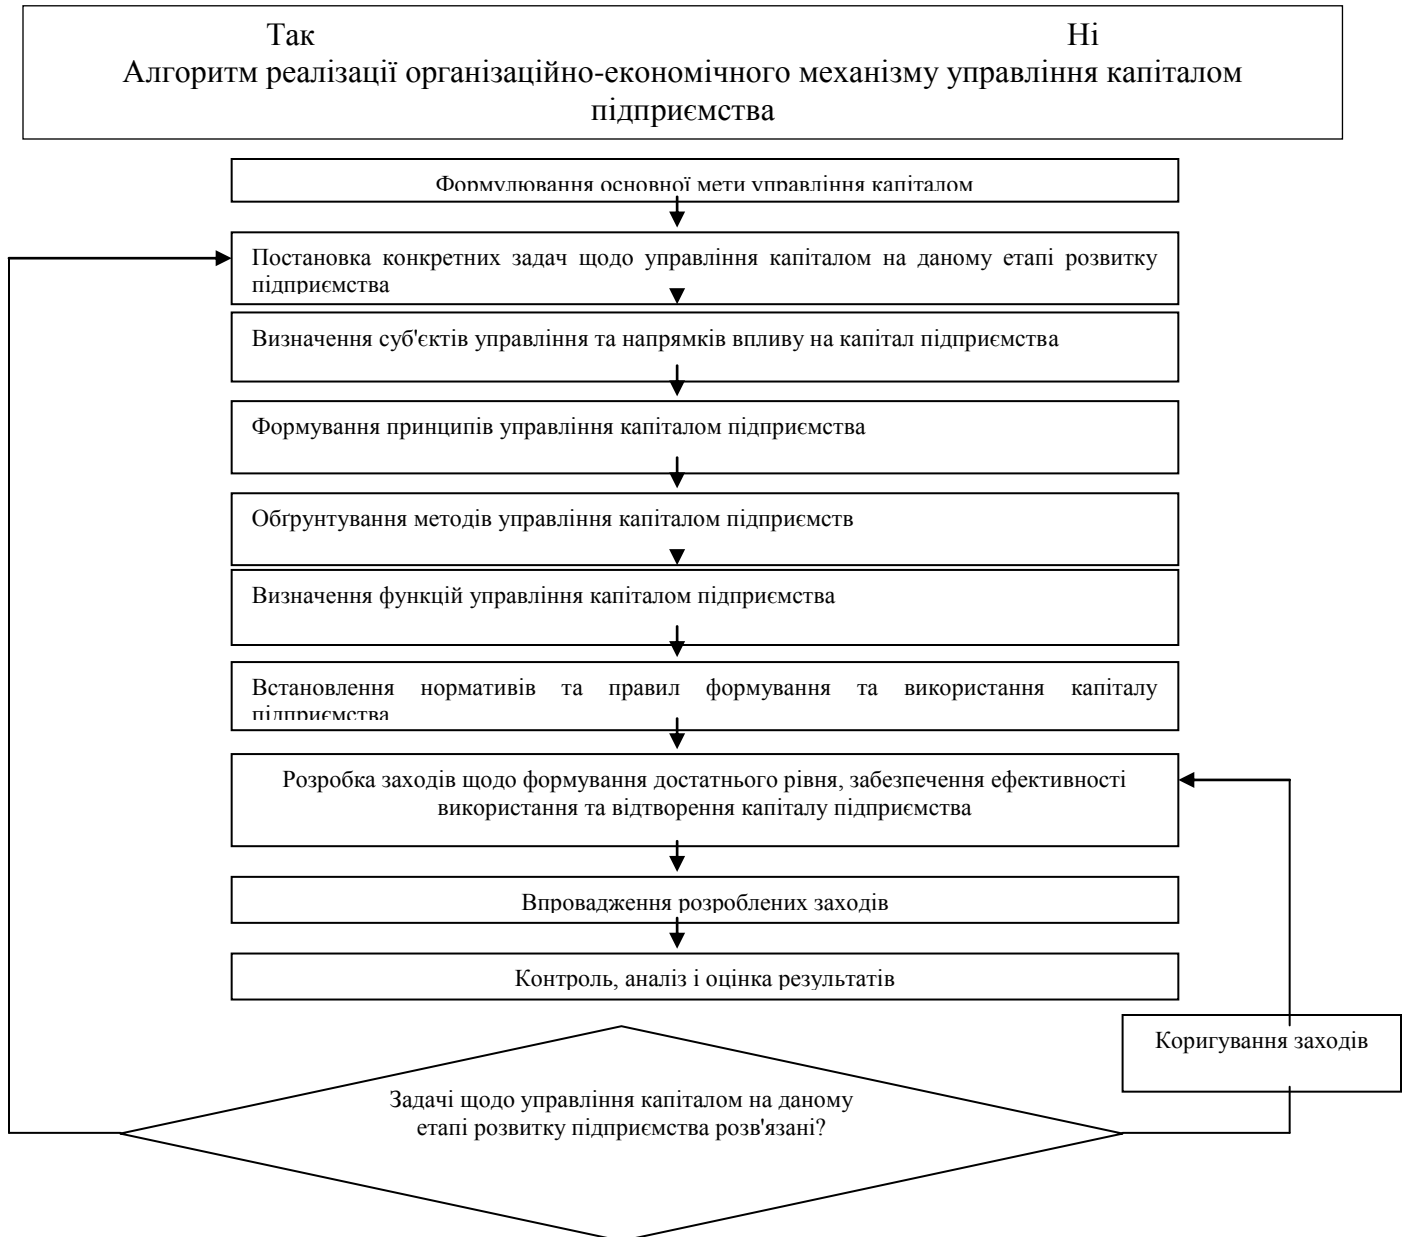 Так Ні
Алгоритм реалізації організаційно-економічного механізму управління капіталом
підприємства
Формулювання основної мети управління капіталом
Постановка конкретних задач щодо управління капіталом на даному етапі розвитку
підприємства
Визначення суб'єктів управління та напрямків впливу на капітал підприємства
Формування принципів управління капіталом підприємства
Обґрунтування методів управління капіталом підприємств
Визначення функцій управління капіталом підприємства
Встановлення нормативів та правил формування та використання капіталу
підприємства
Розробка заходів щодо формування достатнього рівня, забезпечення ефективності
використання та відтворення капіталу підприємства
Впровадження розроблених заходів
Контроль, аналіз і оцінка результатів
Коригування заходів
Задачі щодо управління капіталом на даному
етапі розвитку підприємства розв'язані?